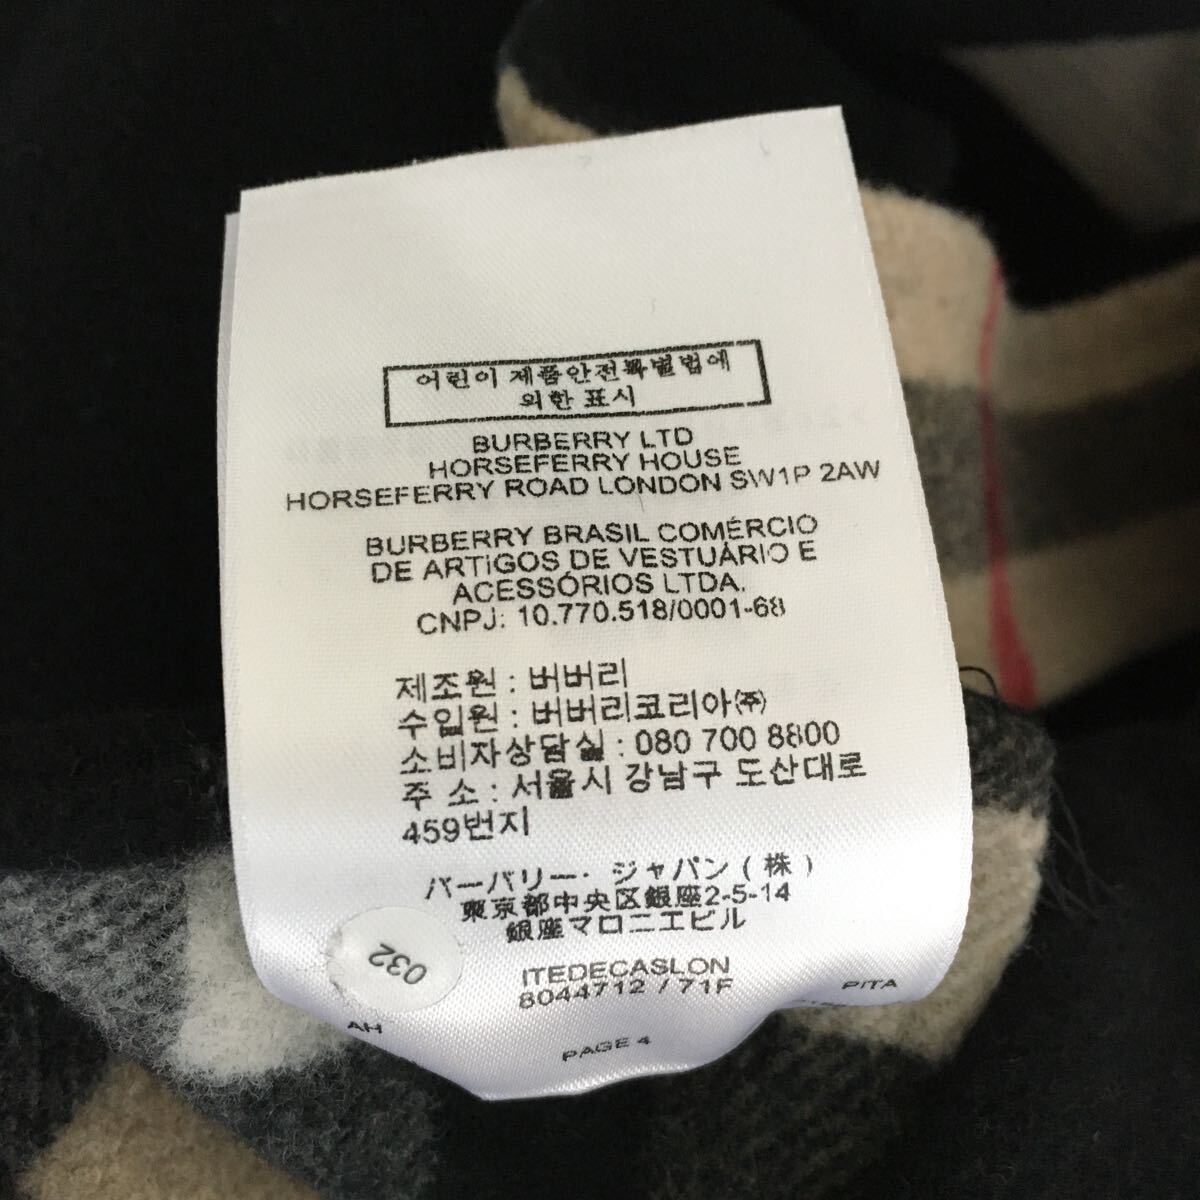 어린이 제품안전특별법에
의한 표시
BURBERRY LTD
HORSEFERRY HOUSE
HORSEFERRY ROAD LONDON SW1P 2AW
BURBERRY BRASIL COMÉRCIO
DE ARTIGOS DE VESTUÁRIO E
ACESSÓRIOS LTDA.
CNPJ: 10.770.518/0001-68
제조원 : 버버리
수입원 : 버버리코리아㈜
소비자상담실 : 080 700 8800
주 소 : 서울시 강남구 도산대로
459번지
バーバリー・ジャパン(株)
東京都中央区銀座2-5-14
銀座マロニエビル
032
ITEDECASLON
8044712 / 71F
PITA
AH
PAGE 4